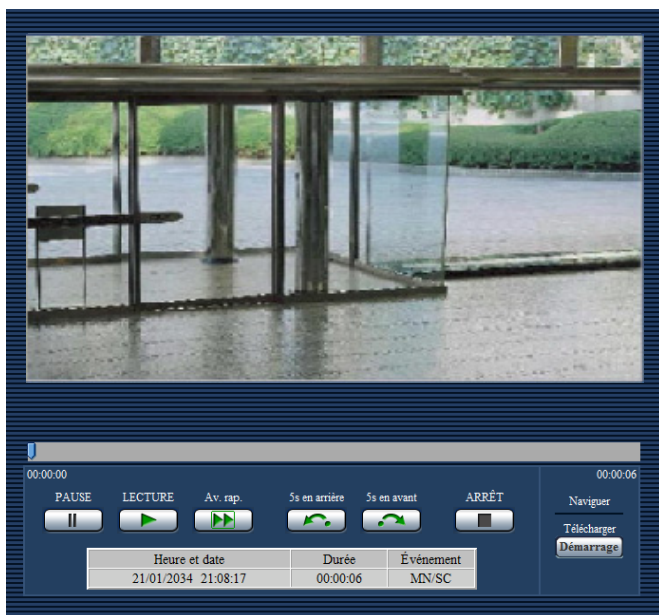 00:00:00 00:00:06
PAUSE LECTURE Av. rap. 5s en arrière 5s en avant ARRÊT Naviguer
Télécharger
Démarrage
Heure et date Durée Événement
21/01/2034 21:08:17 00:00:06 MN/SC